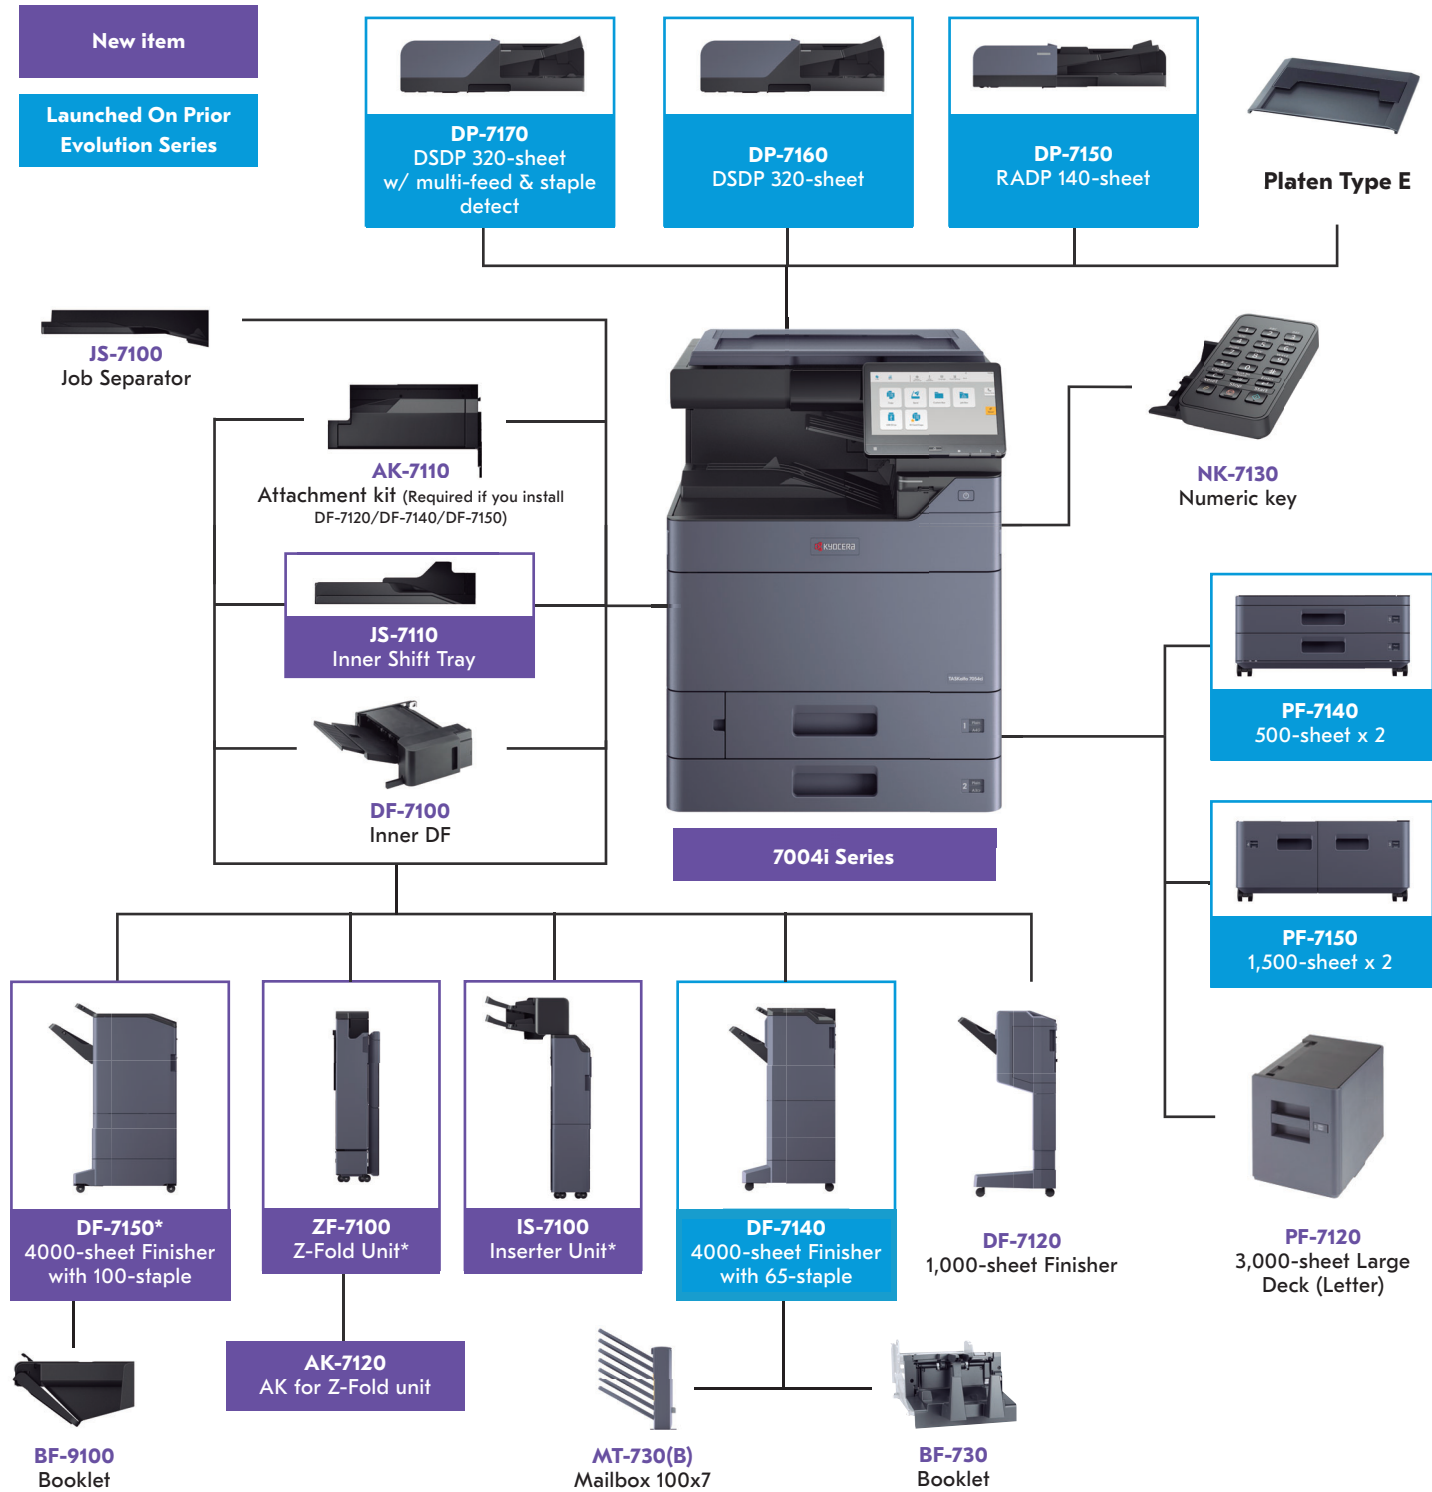 New item
Launched On Prior
Evolution Series
DP-7170
DSDP 320-sheet
w/ multi-feed & staple
detect
DP-7160
DSDP 320-sheet
DP-7150
RADP 140-sheet
Platen Type E
JS-7100
Job Separator
AK-7110
Attachment kit (Required if you install
DF-7120/DF-7140/DF-7150)
JS-7110
Inner Shift Tray
DF-7100
Inner DF
KYOCERA
TASKalfa 7054ci
1
2
7004i Series
NK-7130
Numeric key
PF-7140
500-sheet x 2
PF-7150
1,500-sheet x 2
PF-7120
3,000-sheet Large
Deck (Letter)
DF-7150*
4000-sheet Finisher
with 100-staple
ZF-7100
Z-Fold Unit*
IS-7100
Inserter Unit*
DF-7140
4000-sheet Finisher
with 65-staple
DF-7120
1,000-sheet Finisher
AK-7120
AK for Z-Fold unit
BF-9100
Booklet
MT-730(B)
Mailbox 100x7
BF-730
Booklet